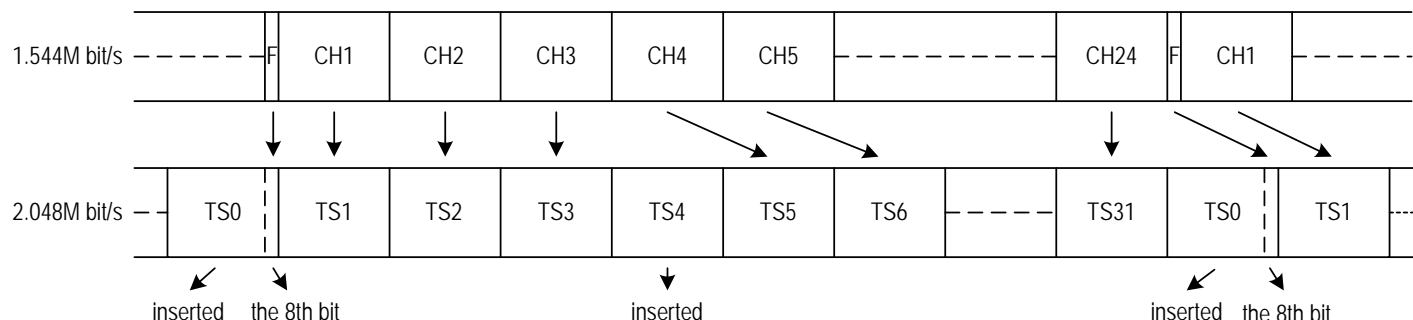 1.544M bit/s F CH1 CH2 CH3 CH4 CH5 CH24 F CH1
2.048M bit/s TS0 TS1 TS2 TS3 TS4 TS5 TS6 TS31 TS0 TS1
inserted the 8th bit inserted inserted the 8th bit